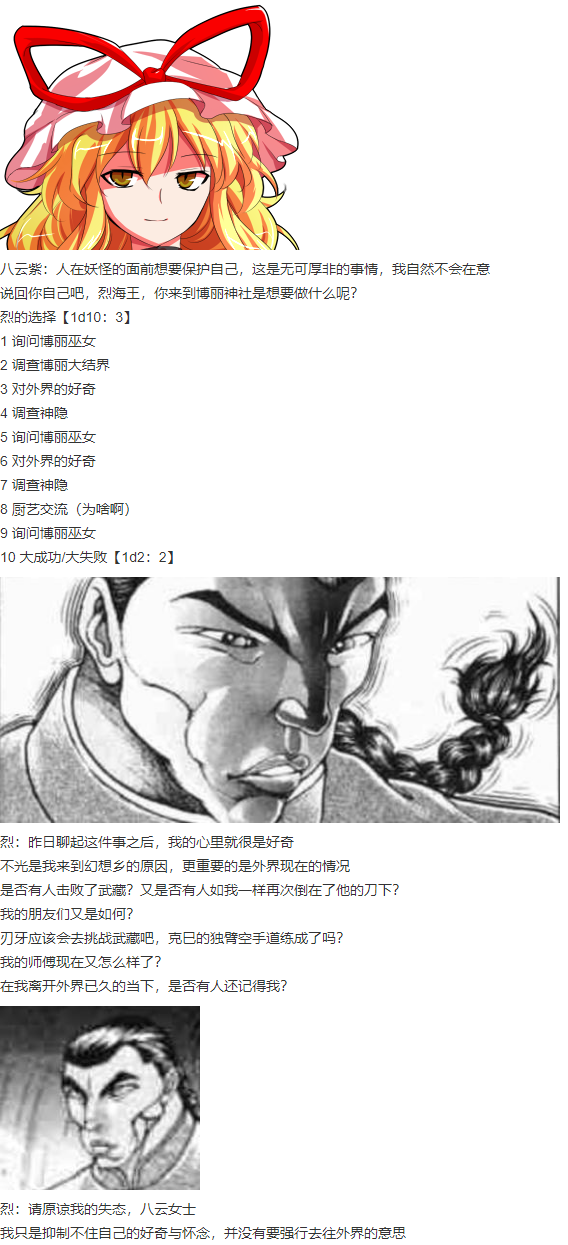 八云紫：人在妖怪的面前想要保护自己，这是无可厚非的事情，我自然不会在意
说回你自己吧，烈海王，你来到博丽神社是想要做什么呢？
烈的选择【1d10：3】
1 询问博丽巫女
2 调查博丽大结界
3 对外界的好奇
4 调查神隐
5 询问博丽巫女
6 对外界的好奇
7 调查神隐
8 厨艺交流（为啥啊）
9 询问博丽巫女
10 大成功/大失败【1d2：2】
烈：昨日聊起这件事之后，我的心里就很是好奇
不光是我来到幻想乡的原因，更重要的是外界现在的情况
是否有人击败了武藏？又是否有人如我一样再次倒在了他的刀下？
我的朋友们又是如何？
刃牙应该会去挑战武藏吧，克巳的独臂空手道练成了吗？
我的师傅现在又怎么样了？
在我离开外界已久的当下，是否有人还记得我？
烈：请原谅我的失态，八云女士
我只是抑制不住自己的好奇与怀念，并没有要强行去往外界的意思